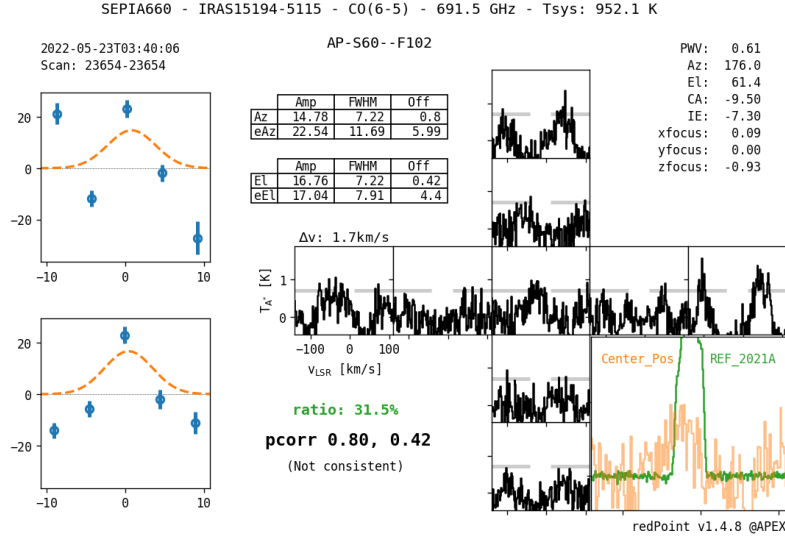 SEPIA660 - IRAS15194-5115 - CO(6-5) - 691.5 GHz - Tsys: 952.1 K
2022-05-23T03:40:06
Scan: 23654-23654
AP-S60--F102
PWV: 0.61
Az: 176.0
El: 61.4
CA: -9.50
IE: -7.30
xfocus: 0.09
yfocus: 0.00
zfocus: -0.93
20
0
−20
−10 0 10
Amp FWHM Off
Az 14.78 7.22 0.8
eAz 22.54 11.69 5.99
Amp FWHM Off
El 16.76 7.22 0.42
eEl 17.04 7.91 4.4
Δv: 1.7km/s
TA* [K]
1
0
−100 0 100
vLSR [km/s]
20
0
−20
−10 0 10
ratio: 31.5%
pcorr 0.80, 0.42
(Not consistent)
Center_Pos REF_2021A
redPoint v1.4.8 @APEX